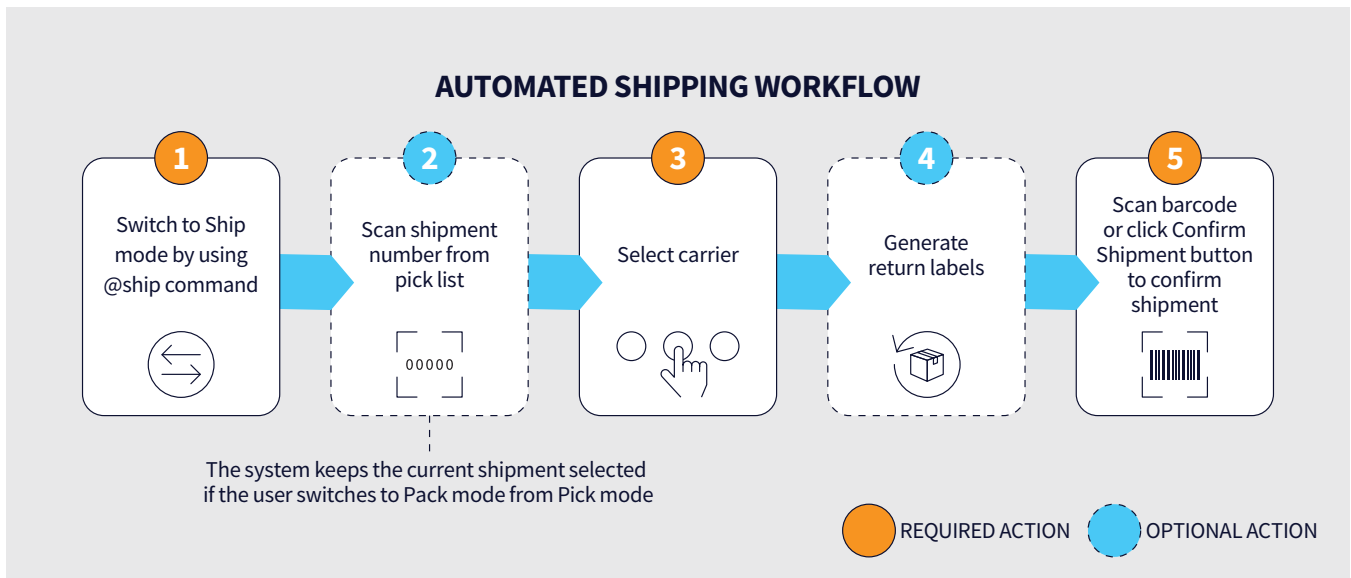 AUTOMATED SHIPPING WORKFLOW
1
Switch to Ship
mode by using
@ship command
2
Scan shipment
number from
pick list
00000
The system keeps the current shipment selected
if the user switches to Pack mode from Pick mode
3
Select carrier
4
Generate
return labels
5
Scan barcode
or click Confirm
Shipment button
to confirm
shipment
REQUIRED ACTION
OPTIONAL ACTION